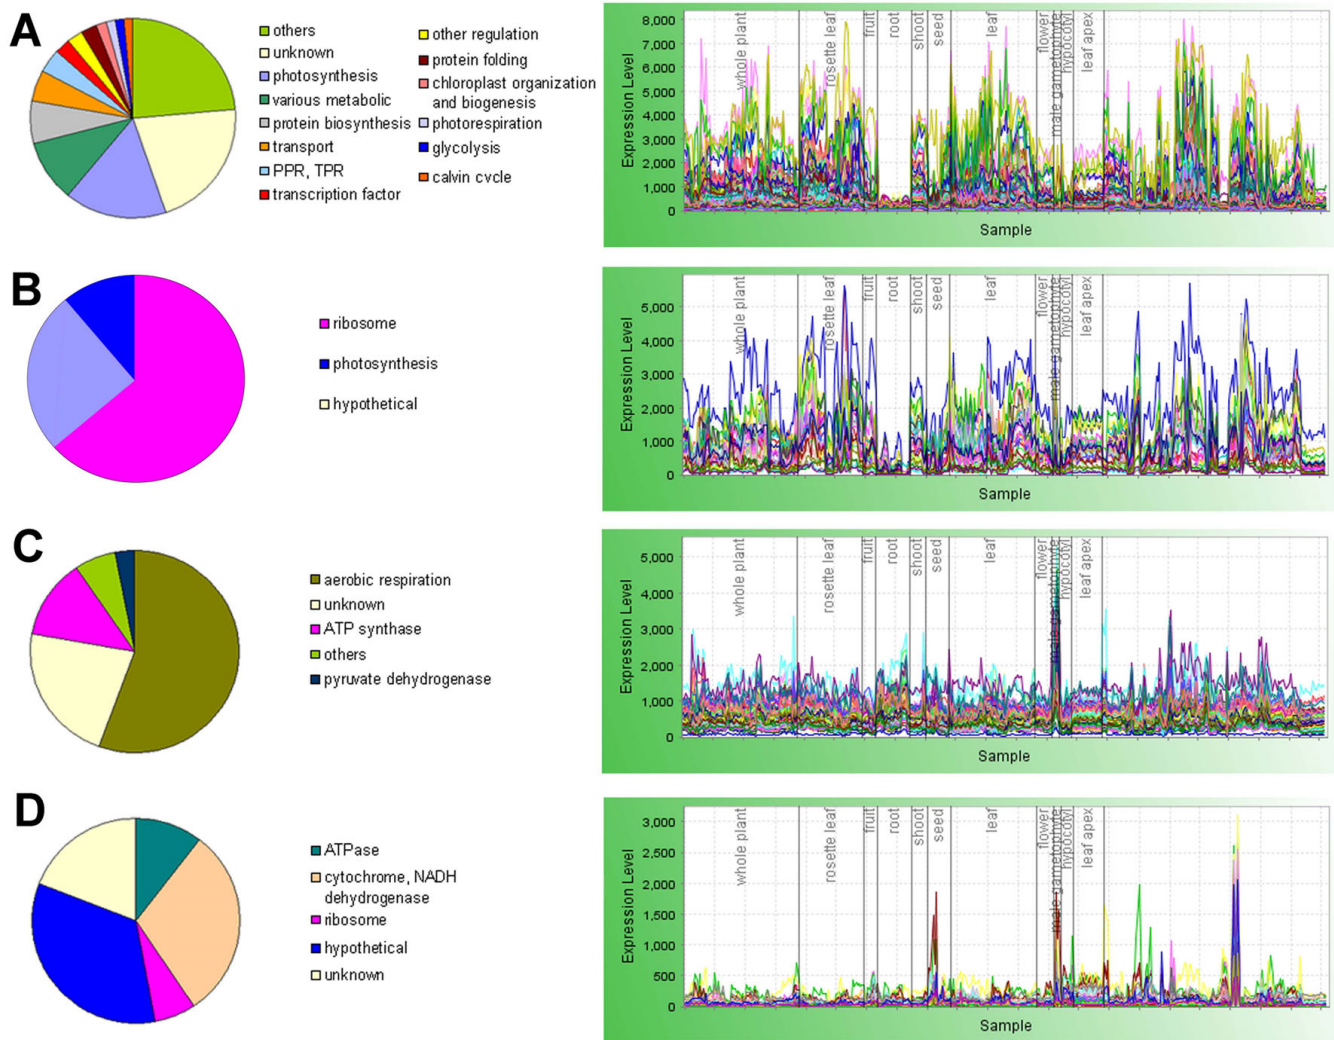 A
others
unknown
photosynthesis
various metabolic
protein biosynthesis
transport
PPR, TPR
transcription factor
other regulation
protein folding
chloroplast organization
and biogenesis
photorespiration
glycolysis
calvin cvcle
Expression Level
8,000
7,000
6,000
5,000
4,000
3,000
2,000
1,000
0
whole plant
rosette leaf
fruit
root
shoot
seed
leaf
flower
male gametophyte
hypocotyl
leaf apex
Sample
B
ribosome
photosynthesis
hypothetical
Expression Level
5,000
4,000
3,000
2,000
1,000
0
whole plant
rosette leaf
fruit
root
shoot
seed
leaf
flower
male gametophyte
hypocotyl
leaf apex
Sample
C
aerobic respiration
unknown
ATP synthase
others
pyruvate dehydrogenase
Expression Level
5,000
4,000
3,000
2,000
1,000
0
whole plant
rosette leaf
fruit
root
shoot
seed
leaf
flower
male gametophyte
hypocotyl
leaf apex
Sample
D
ATPase
cytochrome, NADH
dehydrogenase
ribosome
hypothetical
unknown
Expression Level
3,000
2,500
2,000
1,500
1,000
500
0
whole plant
rosette leaf
fruit
root
shoot
seed
leaf
flower
male gametophyte
hypocotyl
leaf apex
Sample